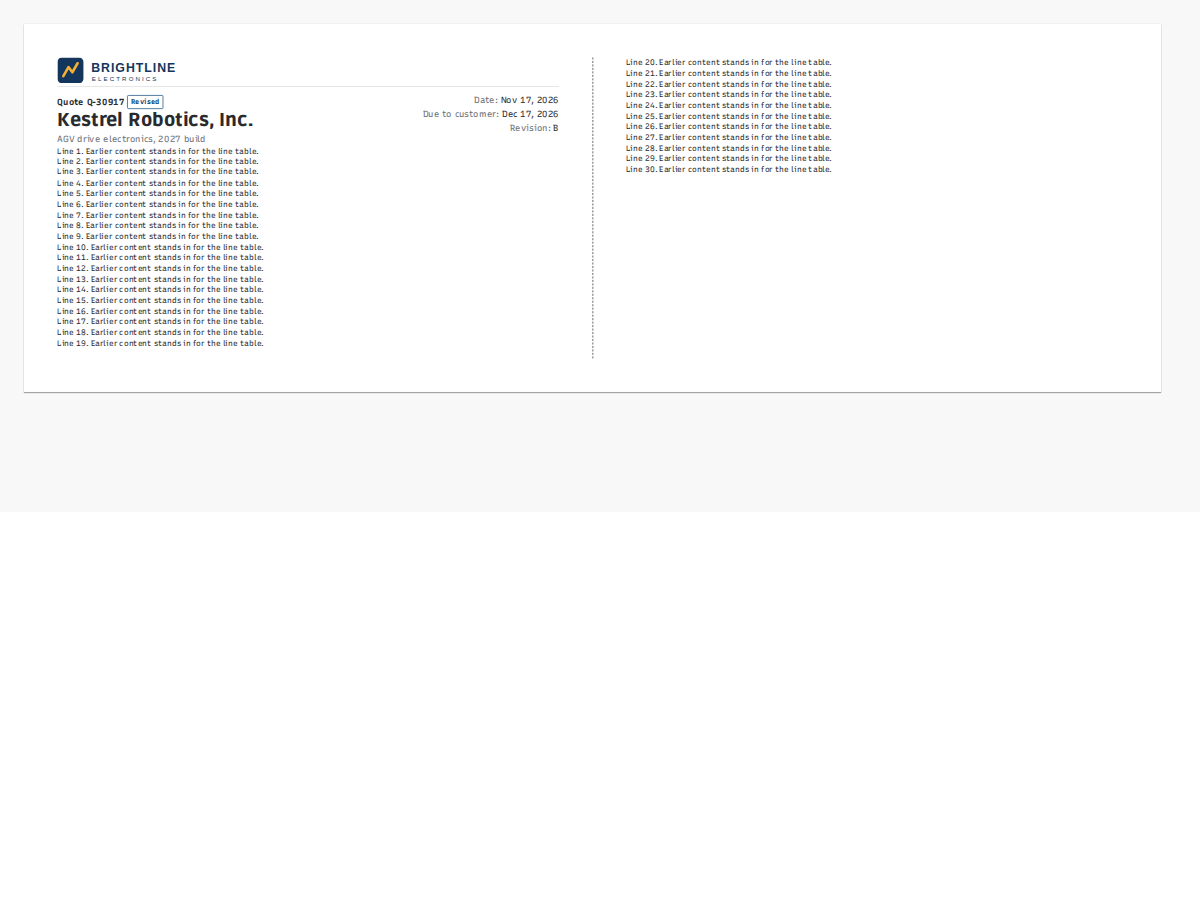 BRIGHTLINE
ELECTRONICS
Quote Q-30917 Revised
Kestrel Robotics, Inc.
AGV drive electronics, 2027 build
Date: Nov 17, 2026
Due to customer: Dec 17, 2026
Revision: B
Line 1. Earlier content stands in for the line table.
Line 2. Earlier content stands in for the line table.
Line 3. Earlier content stands in for the line table.
Line 4. Earlier content stands in for the line table.
Line 5. Earlier content stands in for the line table.
Line 6. Earlier content stands in for the line table.
Line 7. Earlier content stands in for the line table.
Line 8. Earlier content stands in for the line table.
Line 9. Earlier content stands in for the line table.
Line 10. Earlier content stands in for the line table.
Line 11. Earlier content stands in for the line table.
Line 12. Earlier content stands in for the line table.
Line 13. Earlier content stands in for the line table.
Line 14. Earlier content stands in for the line table.
Line 15. Earlier content stands in for the line table.
Line 16. Earlier content stands in for the line table.
Line 17. Earlier content stands in for the line table.
Line 18. Earlier content stands in for the line table.
Line 19. Earlier content stands in for the line table.
Line 20. Earlier content stands in for the line table.
Line 21. Earlier content stands in for the line table.
Line 22. Earlier content stands in for the line table.
Line 23. Earlier content stands in for the line table.
Line 24. Earlier content stands in for the line table.
Line 25. Earlier content stands in for the line table.
Line 26. Earlier content stands in for the line table.
Line 27. Earlier content stands in for the line table.
Line 28. Earlier content stands in for the line table.
Line 29. Earlier content stands in for the line table.
Line 30. Earlier content stands in for the line table.